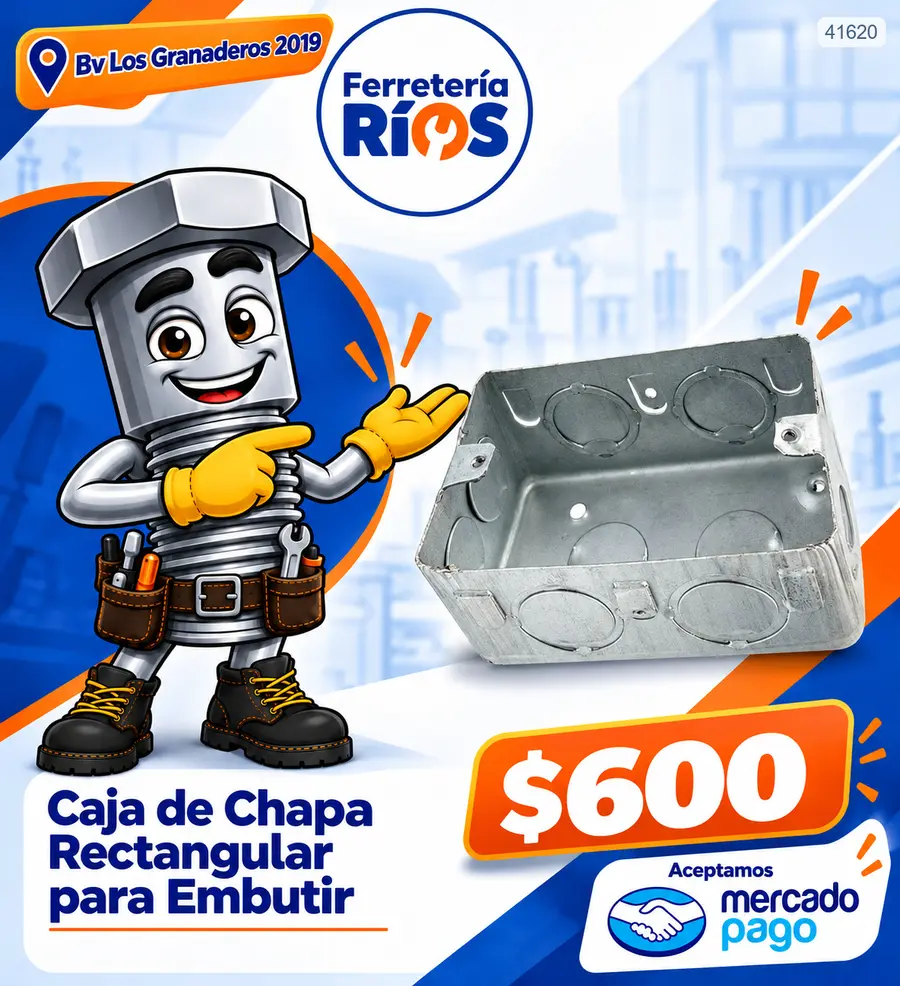 Bv Los Granaderos 2019
41620
Ferretería
RÍOS
Caja de Chapa
Rectangular
para Embutir
$600
Aceptamos
mercado
pago